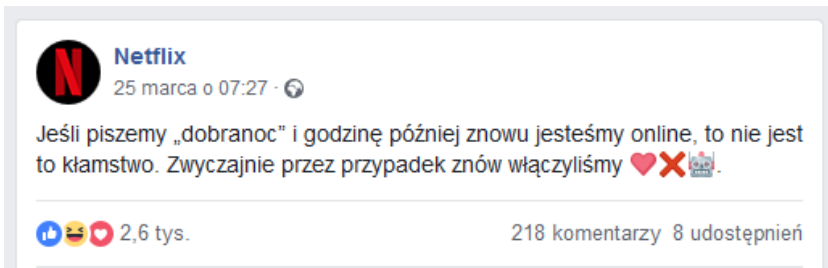 Netflix
25 marca o 07:27 ·
Jeśli piszemy „dobranoc” i godzinę później znowu jesteśmy online, to nie jest
to kłamstwo. Zwyczajnie przez przypadek znów włączyliśmy ❤️❌🤖.
2,6 tys. 218 komentarzy 8 udostępnień